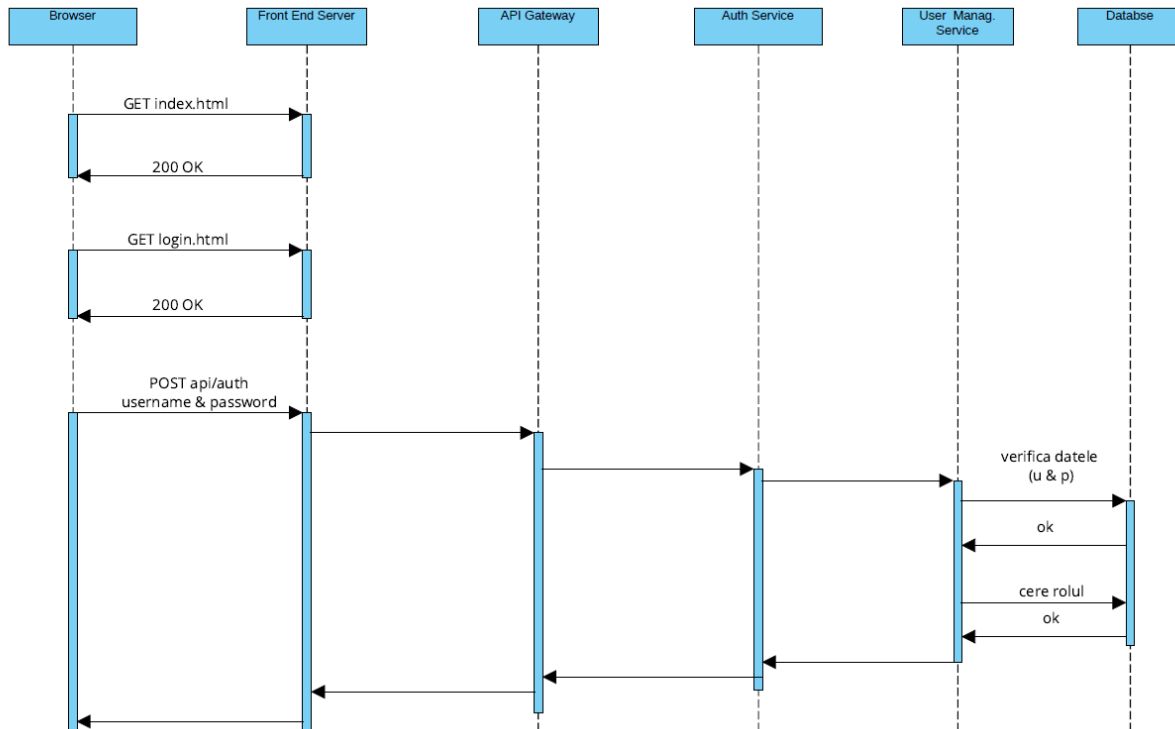 Browser
Front End Server
API Gateway
Auth Service
User Manag.
Service
Databse
GET index.html
200 OK
GET login.html
200 OK
POST api/auth
username & password
verifica datele
(u & p)
ok
cere rolul
ok